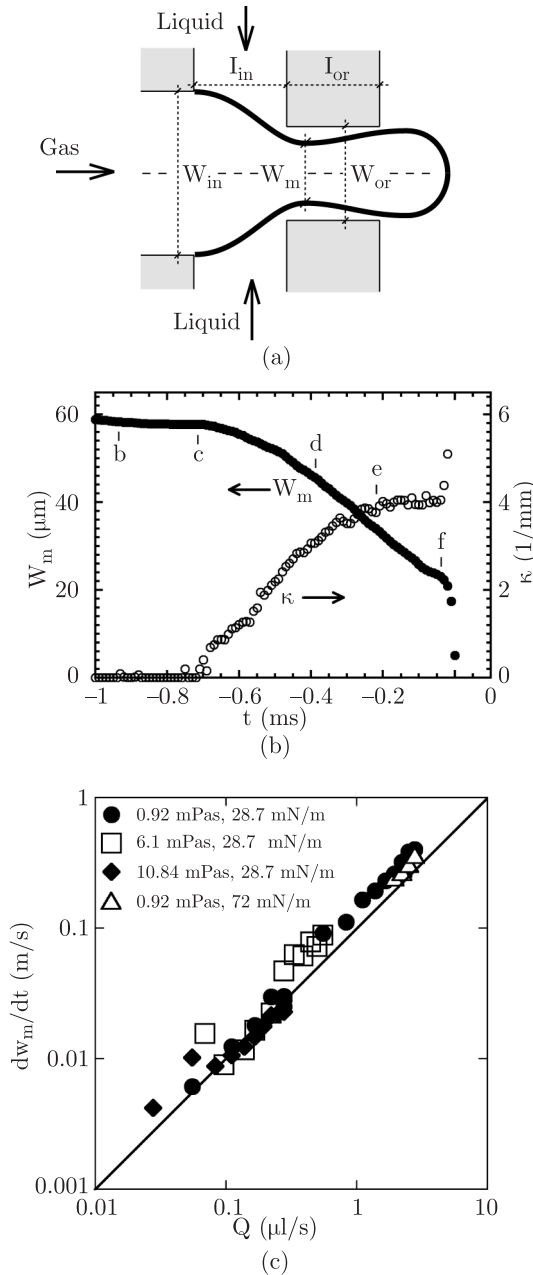 Liquid
I_in I_or
Gas
W_in W_m W_or
Liquid
(a)
60 6
b c d e f
W_m
κ
40 4
20 2
0 0
W_m (μm)
κ (1/mm)
−1 −0.8 −0.6 −0.4 −0.2 0
t (ms)
(b)
1
0.92 mPas, 28.7 mN/m
6.1 mPas, 28.7 mN/m
10.84 mPas, 28.7 mN/m
0.92 mPas, 72 mN/m
0.1
0.01
0.001
dw_m/dt (m/s)
0.01 0.1 1 10
Q (μl/s)
(c)